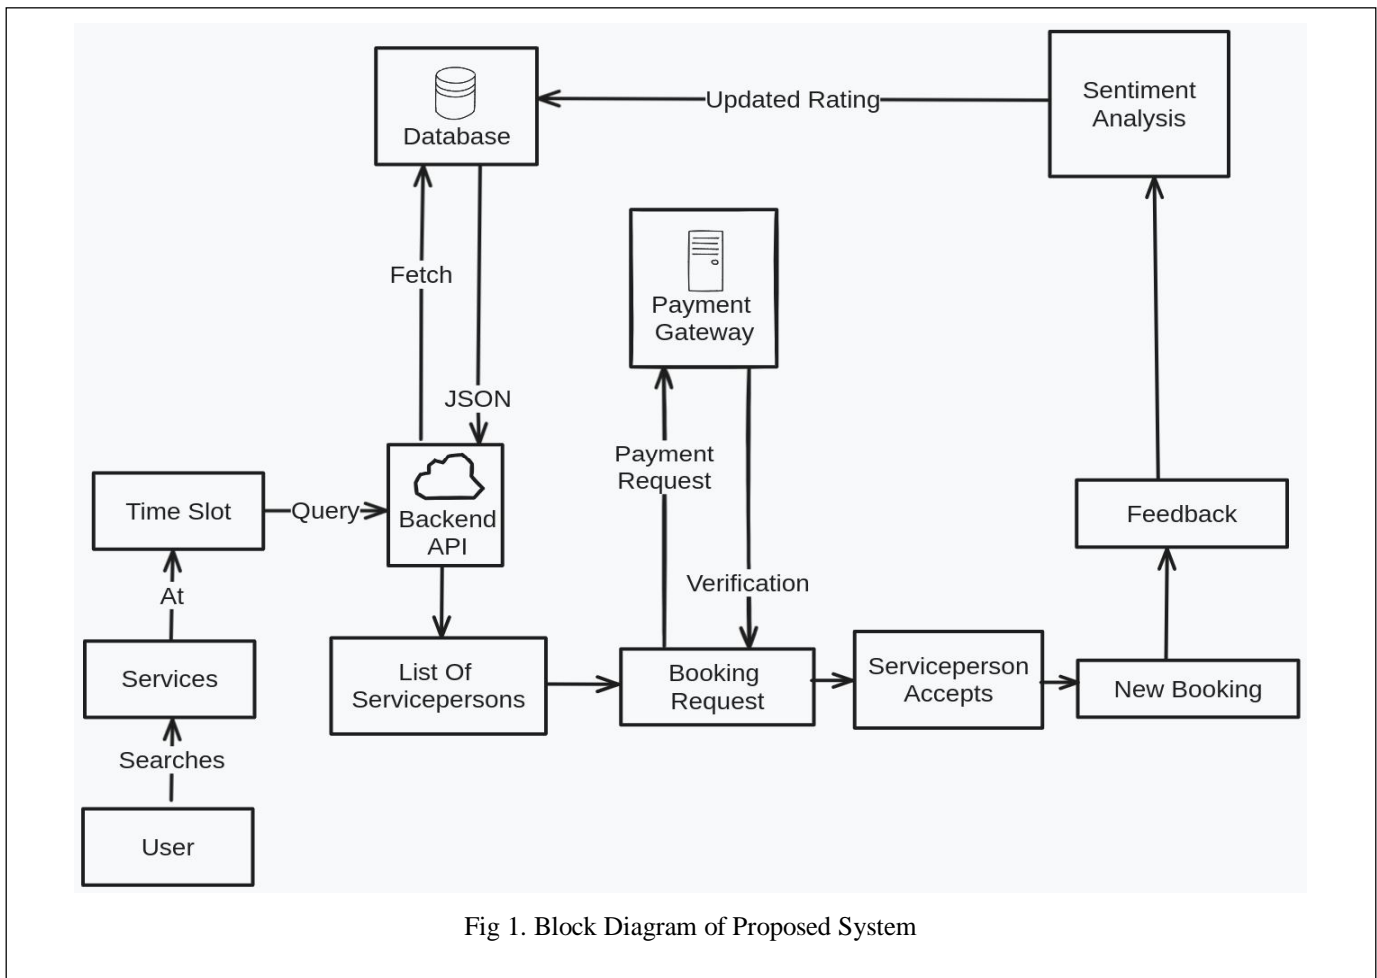 Database
Updated Rating
Sentiment
Analysis
Fetch
JSON
Payment
Gateway
Payment
Request
Verification
Time Slot
Query
Backend
API
At
Services
Searches
User
List Of
Servicepersons
Booking
Request
Serviceperson
Accepts
New Booking
Feedback
Fig 1. Block Diagram of Proposed System